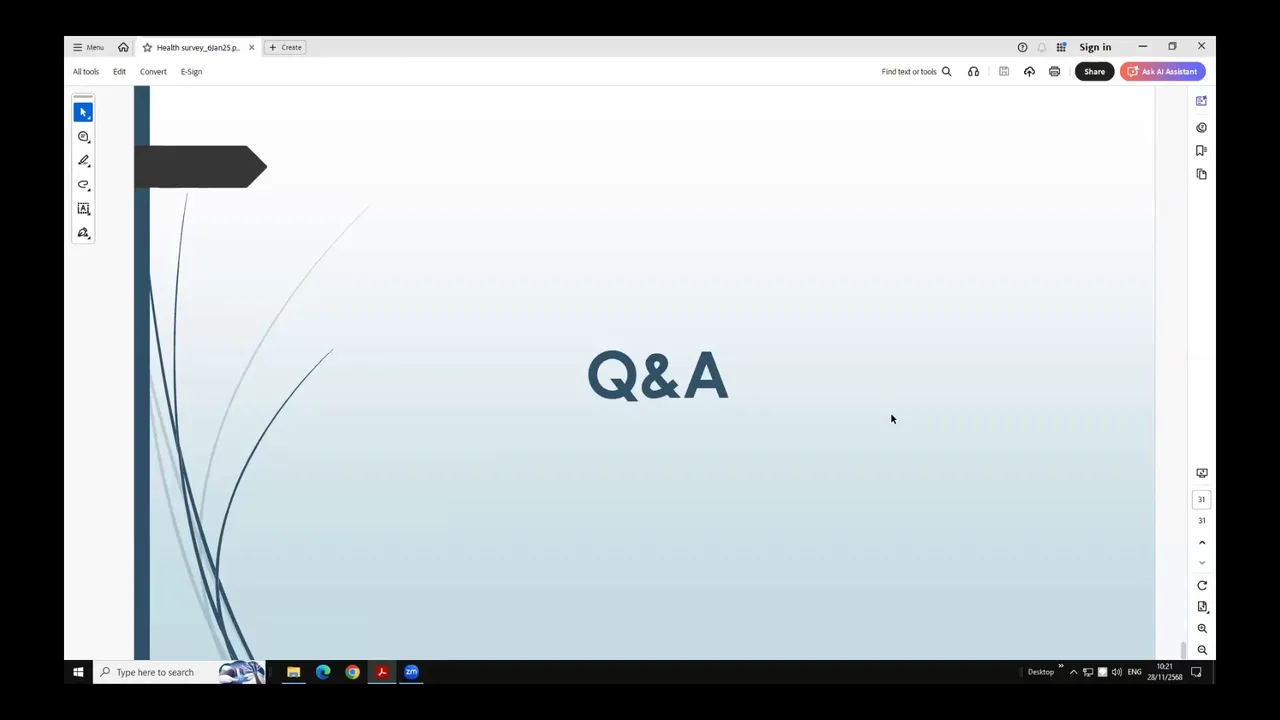 Menu
Health survey_6Jan25.p..
Create
Sign in
All tools
Edit
Convert
E-Sign
Find text or tools
Share
Ask AI Assistant
Q&A
31
31
Type here to search
zm
Desktop
ENG
10:21
28/11/2568